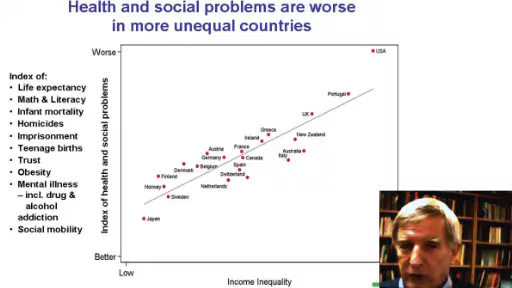 Health and social problems are worse
in more unequal countries
Index of:
• Life expectancy
• Math & Literacy
• Infant mortality
• Homicides
• Imprisonment
• Teenage births
• Trust
• Obesity
• Mental illness
– incl. drug &
alcohol
addiction
• Social mobility
Index of health and social problems
Worse
Better
USA
Portugal
UK
Greece
New Zealand
Ireland
Austria
France
Australia
Germany
Canada
Italy
Denmark
Belgium
Spain
Finland
Switzerland
Norway
Netherlands
Sweden
Japan
Low
Income Inequality